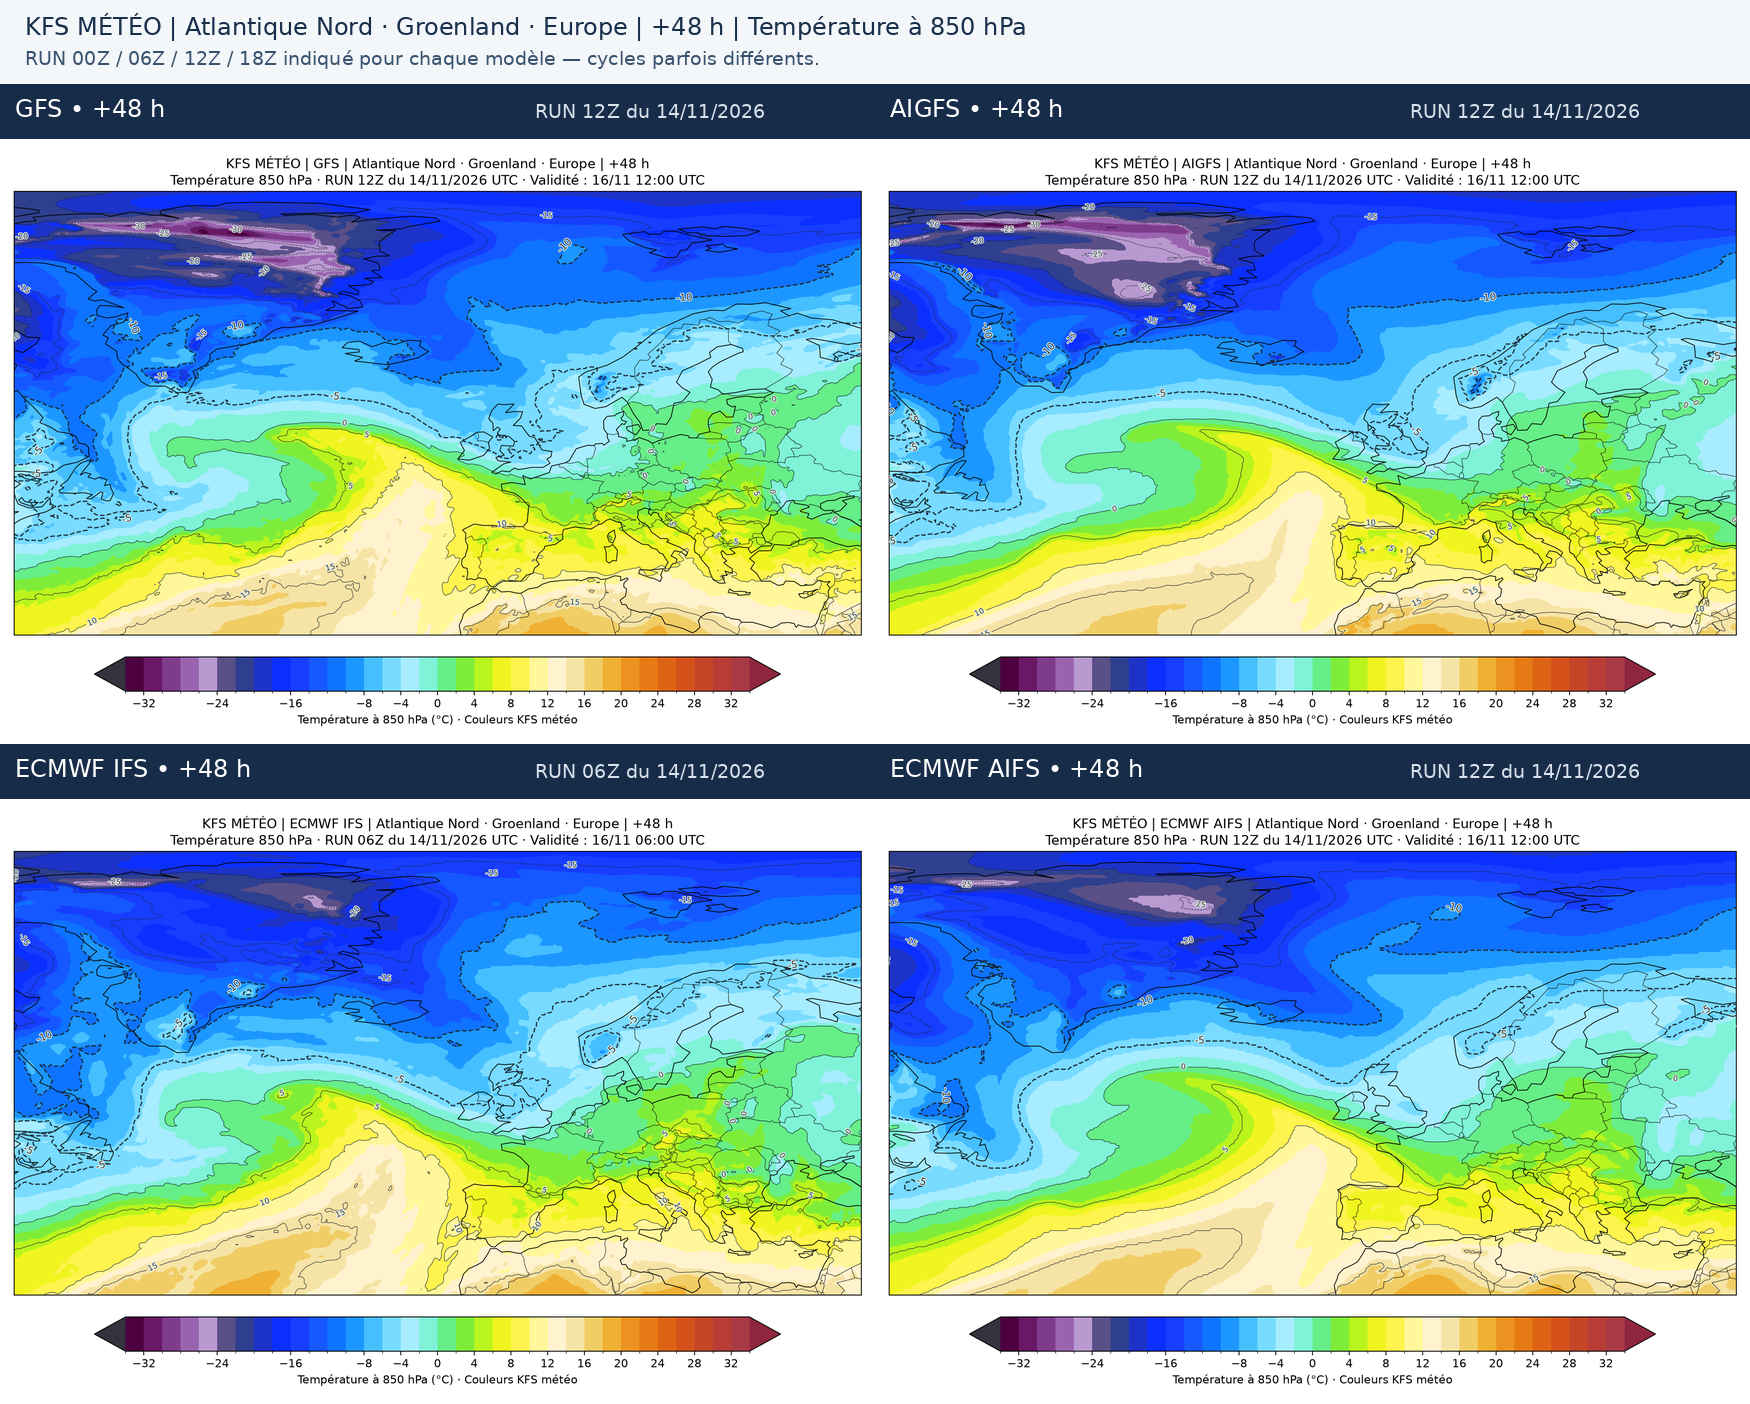 KFS MÉTÉO | Atlantique Nord · Groenland · Europe | +48 h | Température à 850 hPa
RUN 00Z / 06Z / 12Z / 18Z indiqué pour chaque modèle — cycles parfois différents.
GFS • +48 h
RUN 12Z du 14/11/2026
AIGFS • +48 h
RUN 12Z du 14/11/2026
KFS MÉTÉO | GFS | Atlantique Nord · Groenland · Europe | +48 h
Température 850 hPa · RUN 12Z du 14/11/2026 UTC · Validité : 16/11 12:00 UTC
KFS MÉTÉO | AIGFS | Atlantique Nord · Groenland · Europe | +48 h
Température 850 hPa · RUN 12Z du 14/11/2026 UTC · Validité : 16/11 12:00 UTC
−32 −24 −16 −8 −4 0 4 8 12 16 20 24 28 32
Température à 850 hPa (°C) · Couleurs KFS météo
−32 −24 −16 −8 −4 0 4 8 12 16 20 24 28 32
Température à 850 hPa (°C) · Couleurs KFS météo
ECMWF IFS • +48 h
RUN 06Z du 14/11/2026
ECMWF AIFS • +48 h
RUN 12Z du 14/11/2026
KFS MÉTÉO | ECMWF IFS | Atlantique Nord · Groenland · Europe | +48 h
Température 850 hPa · RUN 06Z du 14/11/2026 UTC · Validité : 16/11 06:00 UTC
KFS MÉTÉO | ECMWF AIFS | Atlantique Nord · Groenland · Europe | +48 h
Température 850 hPa · RUN 12Z du 14/11/2026 UTC · Validité : 16/11 12:00 UTC
−32 −24 −16 −8 −4 0 4 8 12 16 20 24 28 32
Température à 850 hPa (°C) · Couleurs KFS météo
−32 −24 −16 −8 −4 0 4 8 12 16 20 24 28 32
Température à 850 hPa (°C) · Couleurs KFS météo